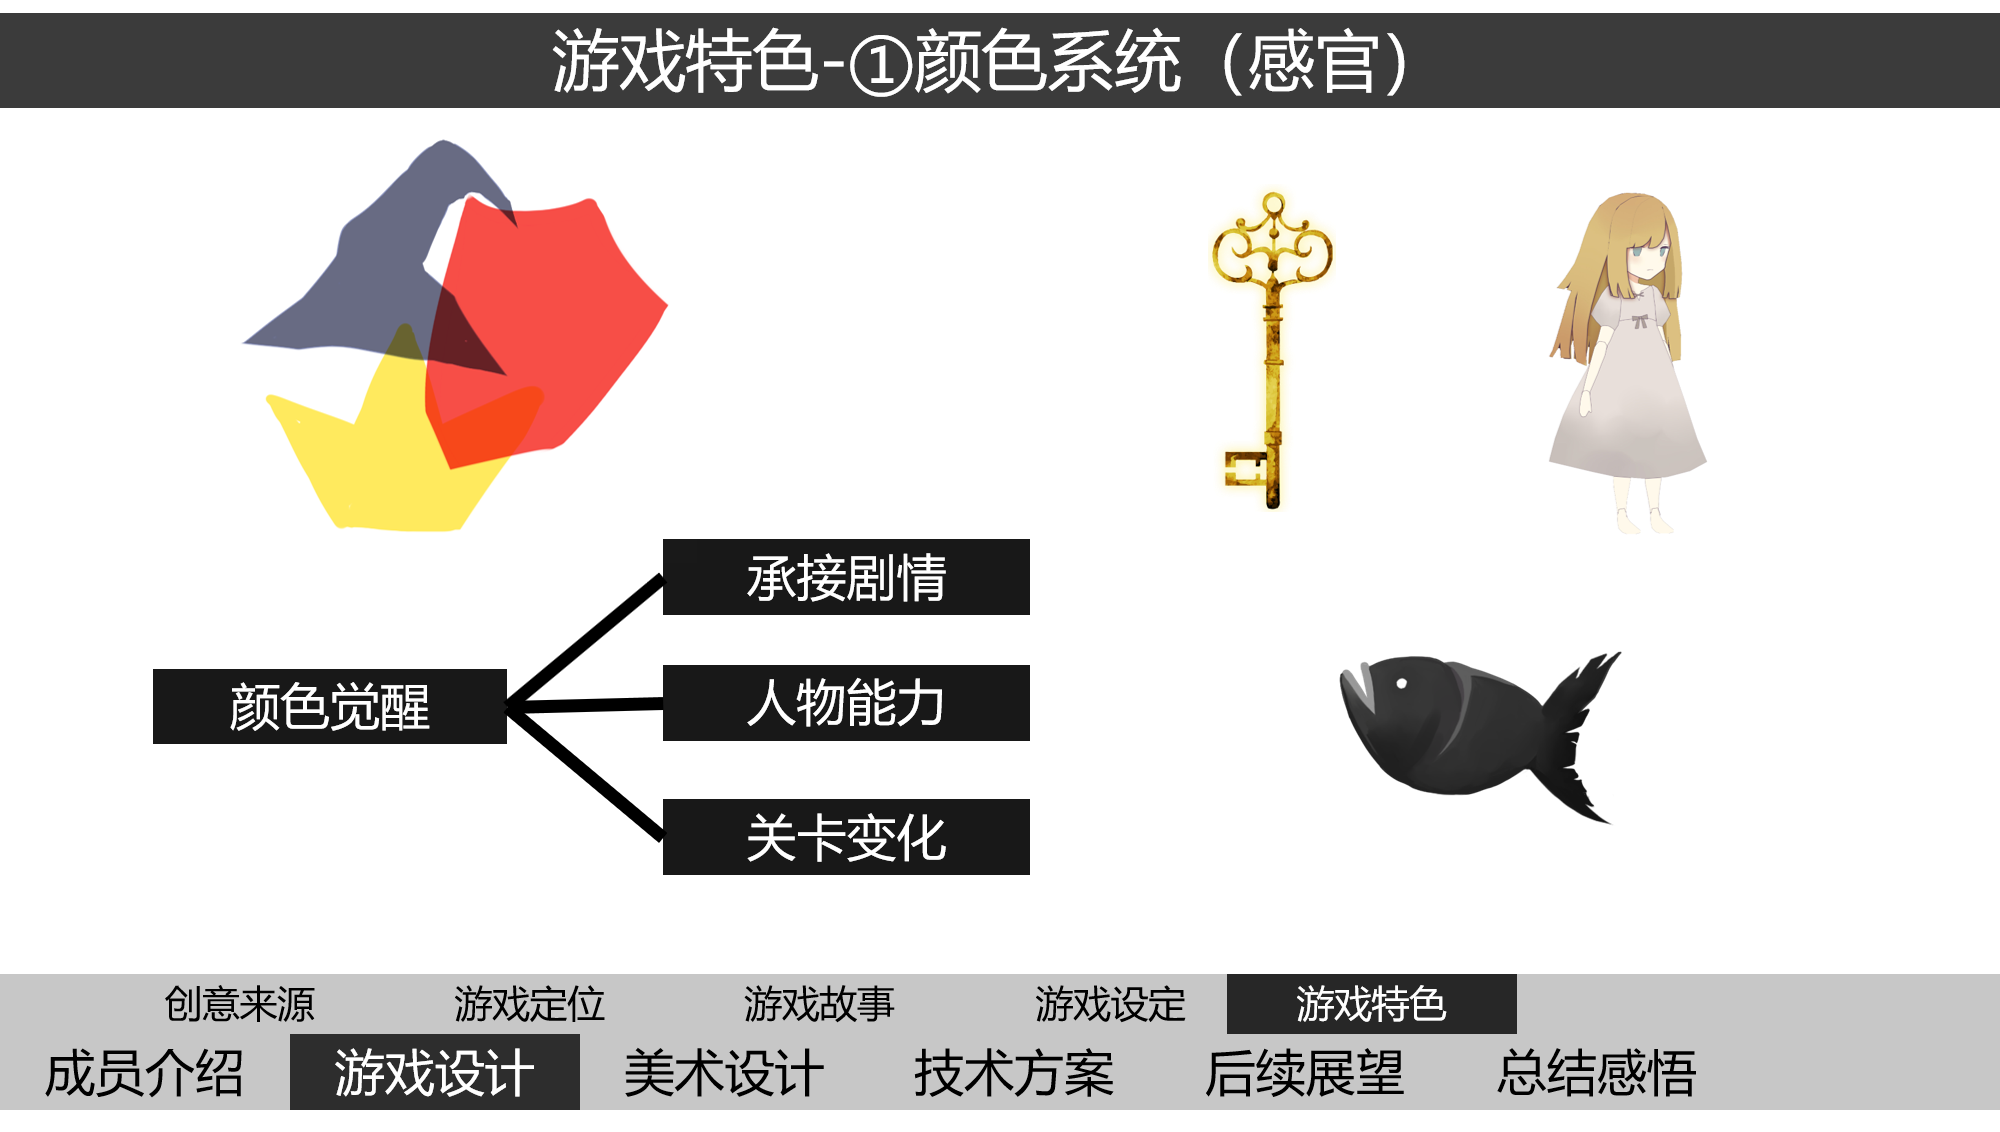 游戏特色-①颜色系统（感官）
承接剧情
颜色觉醒
人物能力
关卡变化
创意来源 游戏定位 游戏故事 游戏设定 游戏特色
成员介绍 游戏设计 美术设计 技术方案 后续展望 总结感悟